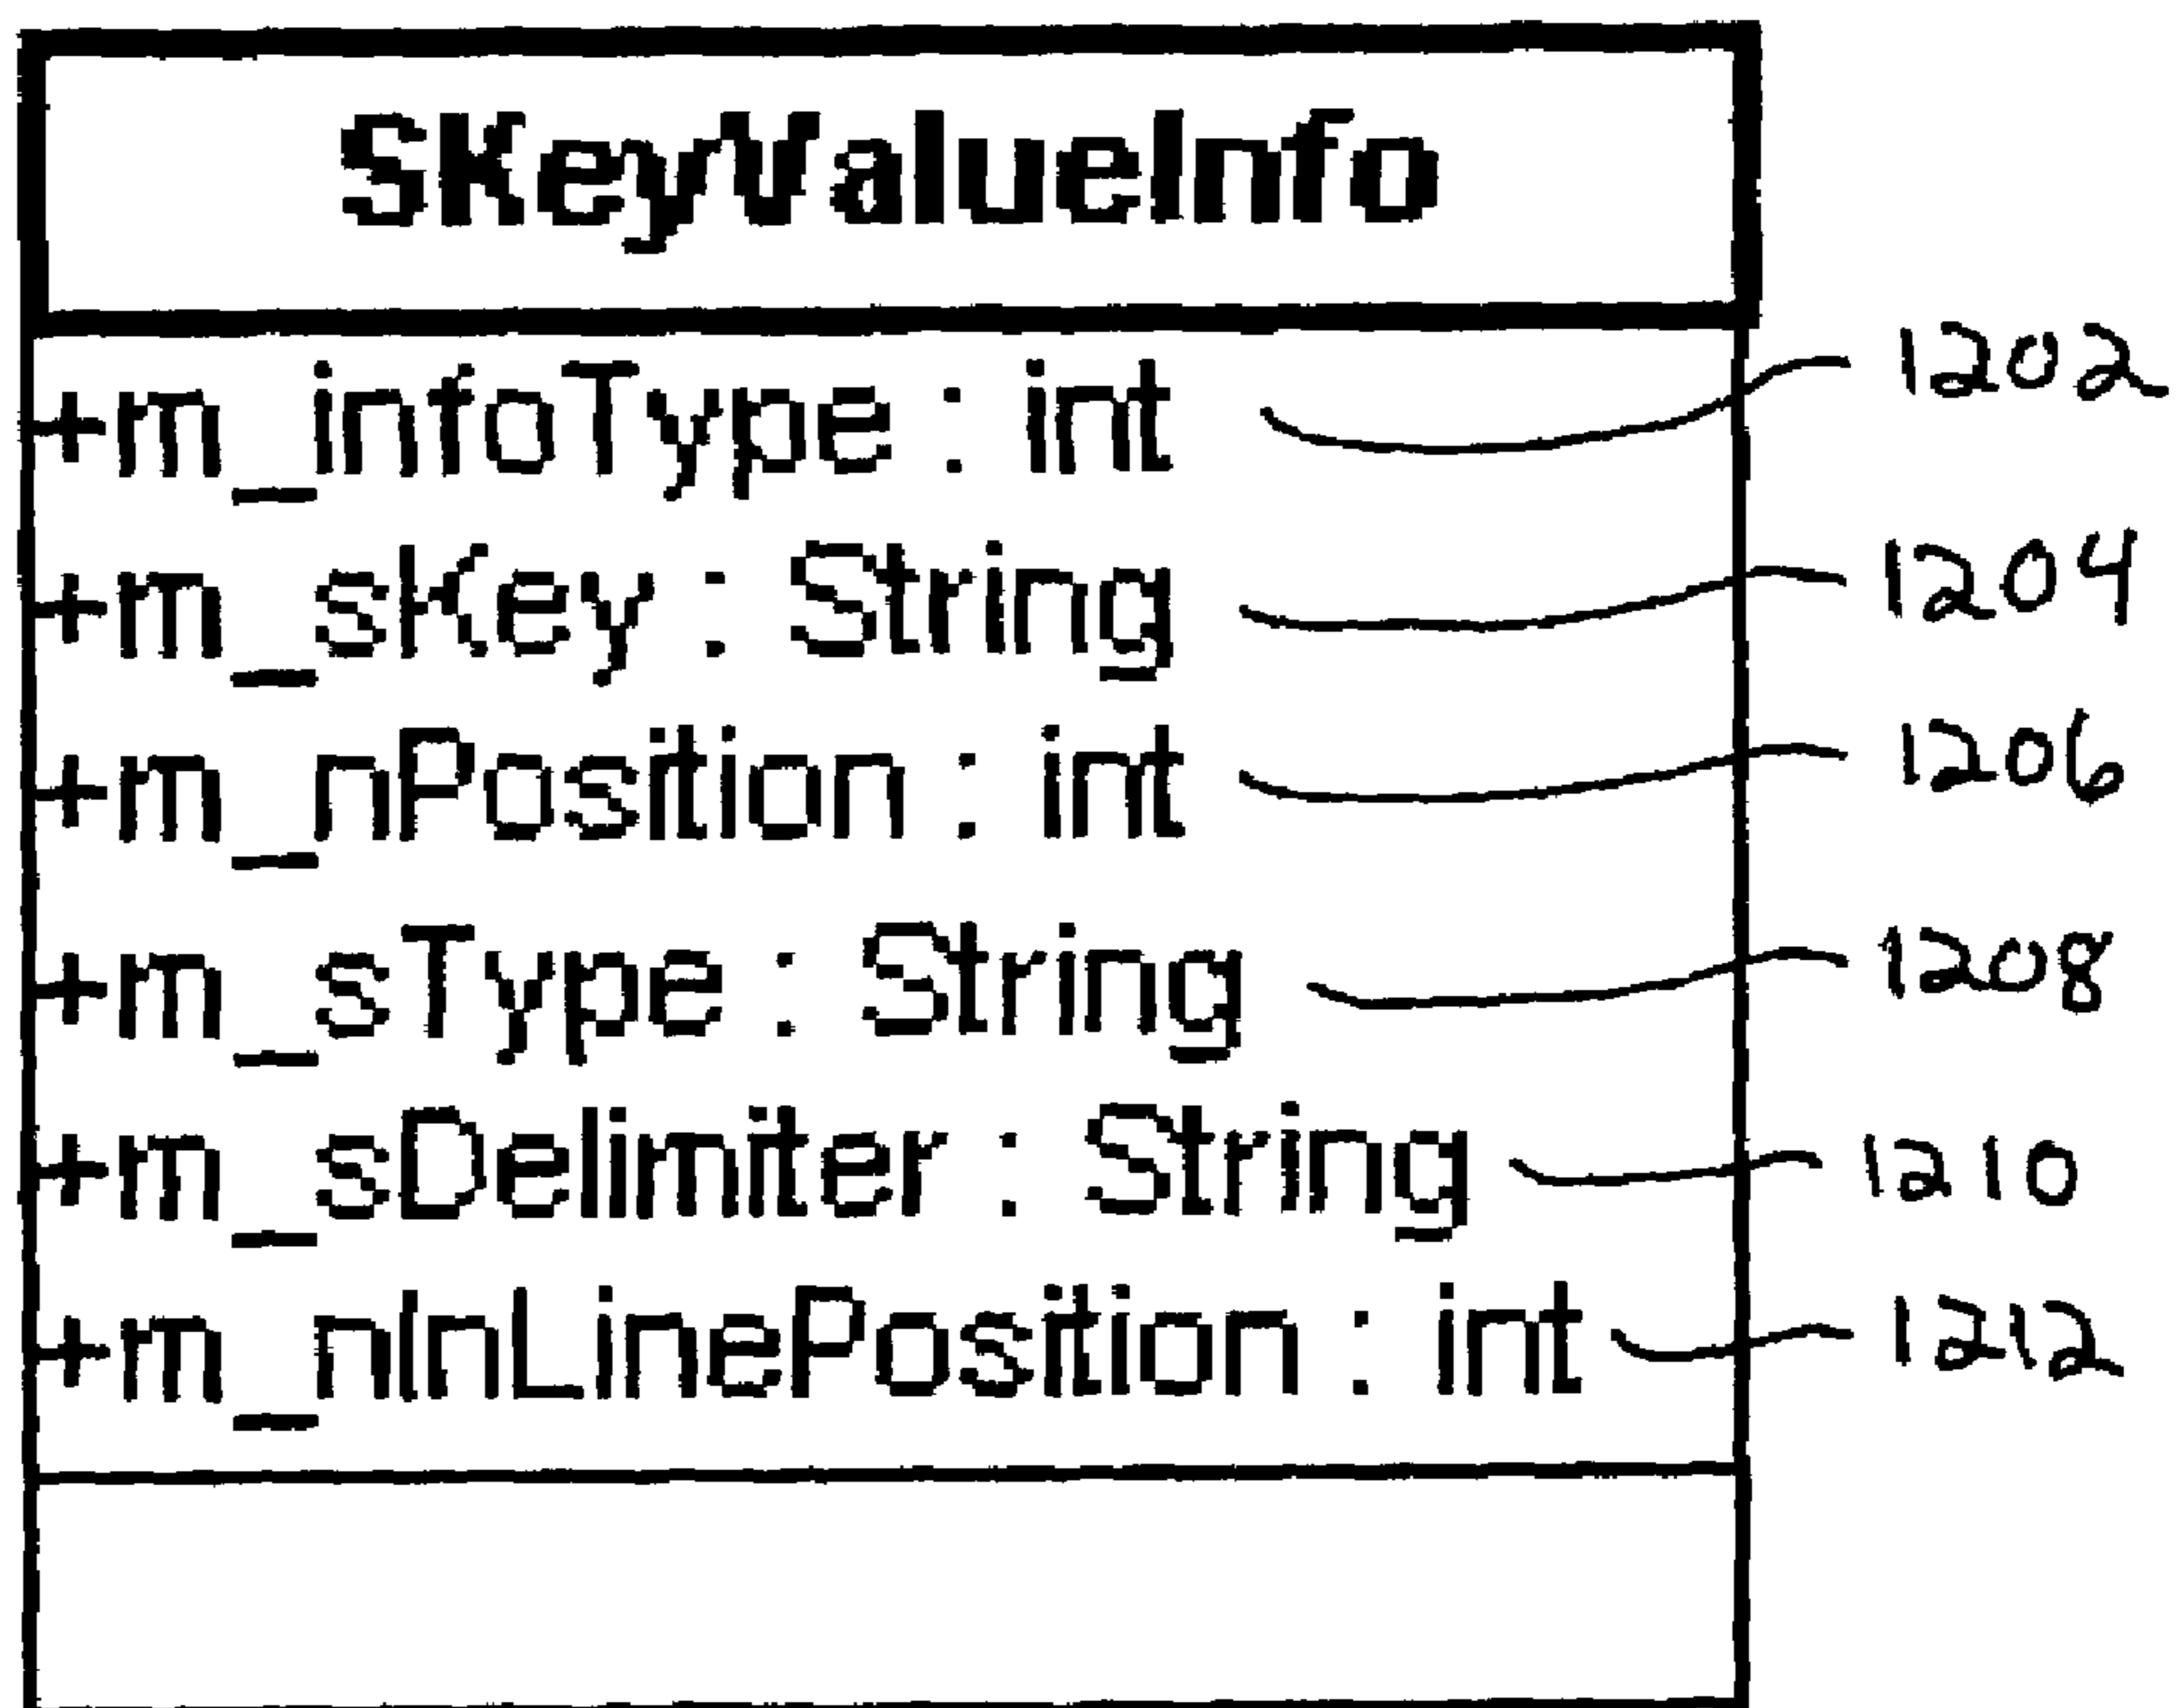 SKeyValueInfo
+m_infoType : int 1202
+m_sKey : String 1204
+m_nPosition : int 1206
+m_sType : String 1208
+m_sDelimiter : String 1210
+m_nInLinePosition : int 1212